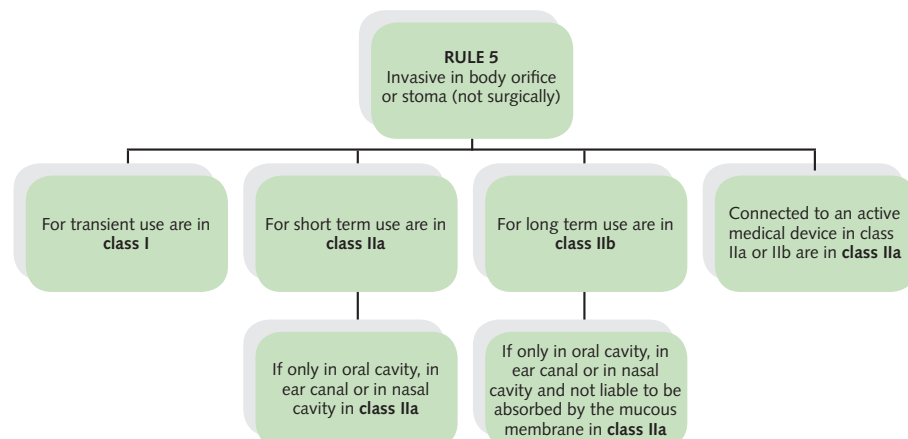 RULE 5
Invasive in body orifice
or stoma (not surgically)
For transient use are in
class I
For short term use are in
class IIa
For long term use are in
class IIb
Connected to an active
medical device in class
IIa or IIb are in class IIa
If only in oral cavity, in
ear canal or in nasal
cavity in class IIa
If only in oral cavity, in
ear canal or in nasal
cavity and not liable to be
absorbed by the mucous
membrane in class IIa